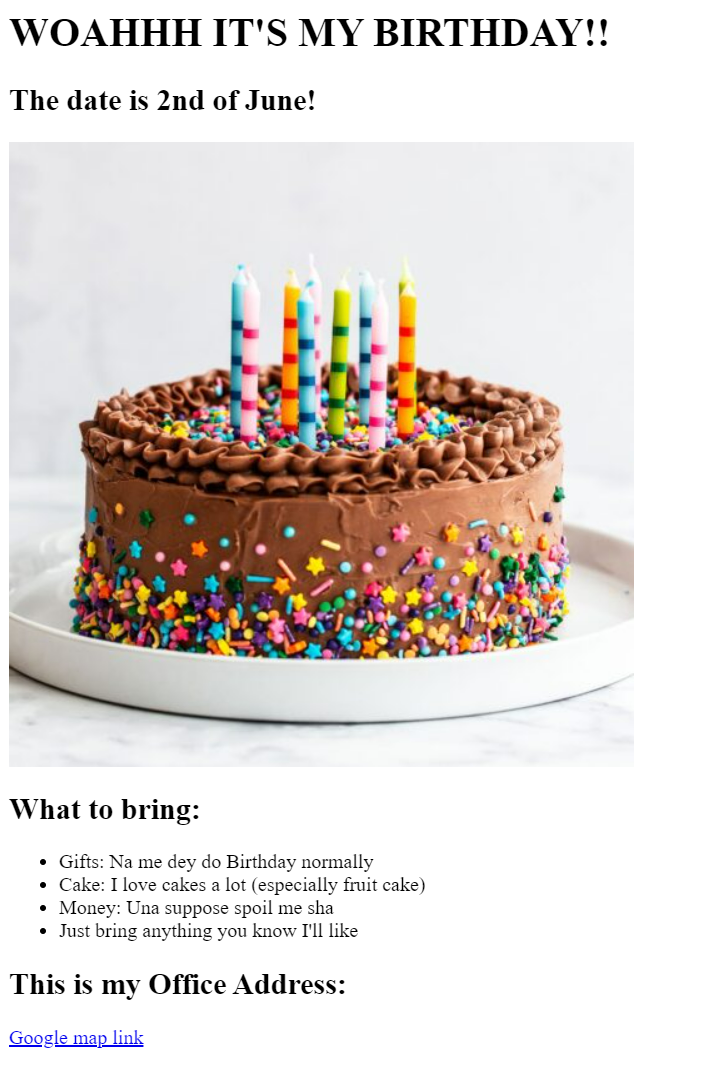 WOAHHH IT'S MY BIRTHDAY!!
The date is 2nd of June!
What to bring:
Gifts: Na me dey do Birthday normally
Cake: I love cakes a lot (especially fruit cake)
Money: Una suppose spoil me sha
Just bring anything you know I'll like
This is my Office Address:
Google map link